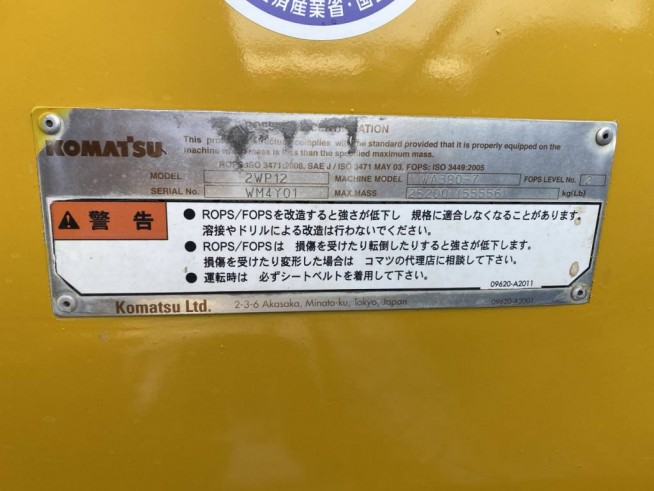 済産業省・国
KOMATSU
This complies with the standard provided that it is properly equipped on the
machine mass is less than the specified maximum mass.
ROPS: ISO 3471:2008, SAE J / ISO 3471 MAY 03, FOPS: ISO 3449:2005
MODEL 2WP12 MACHINE MODEL FOPS LEVEL No. 2
SERIAL No. WM4Y01 MAX MASS kg(Lb)
警告
● ROPS/FOPSを改造すると強さが低下し 規格に適合しなくなることがあります。
溶接やドリルによる改造は行わないでください。
● ROPS/FOPSは 損傷を受けたり転倒したりすると強さが低下します。
損傷を受けたり変形した場合は コマツの代理店に相談して下さい。
● 運転時は 必ずシートベルトを着用して下さい。
09620-A2011
Komatsu Ltd. 2-3-6 Akasaka, Minato-ku, Tokyo, Japan 09620-A2001